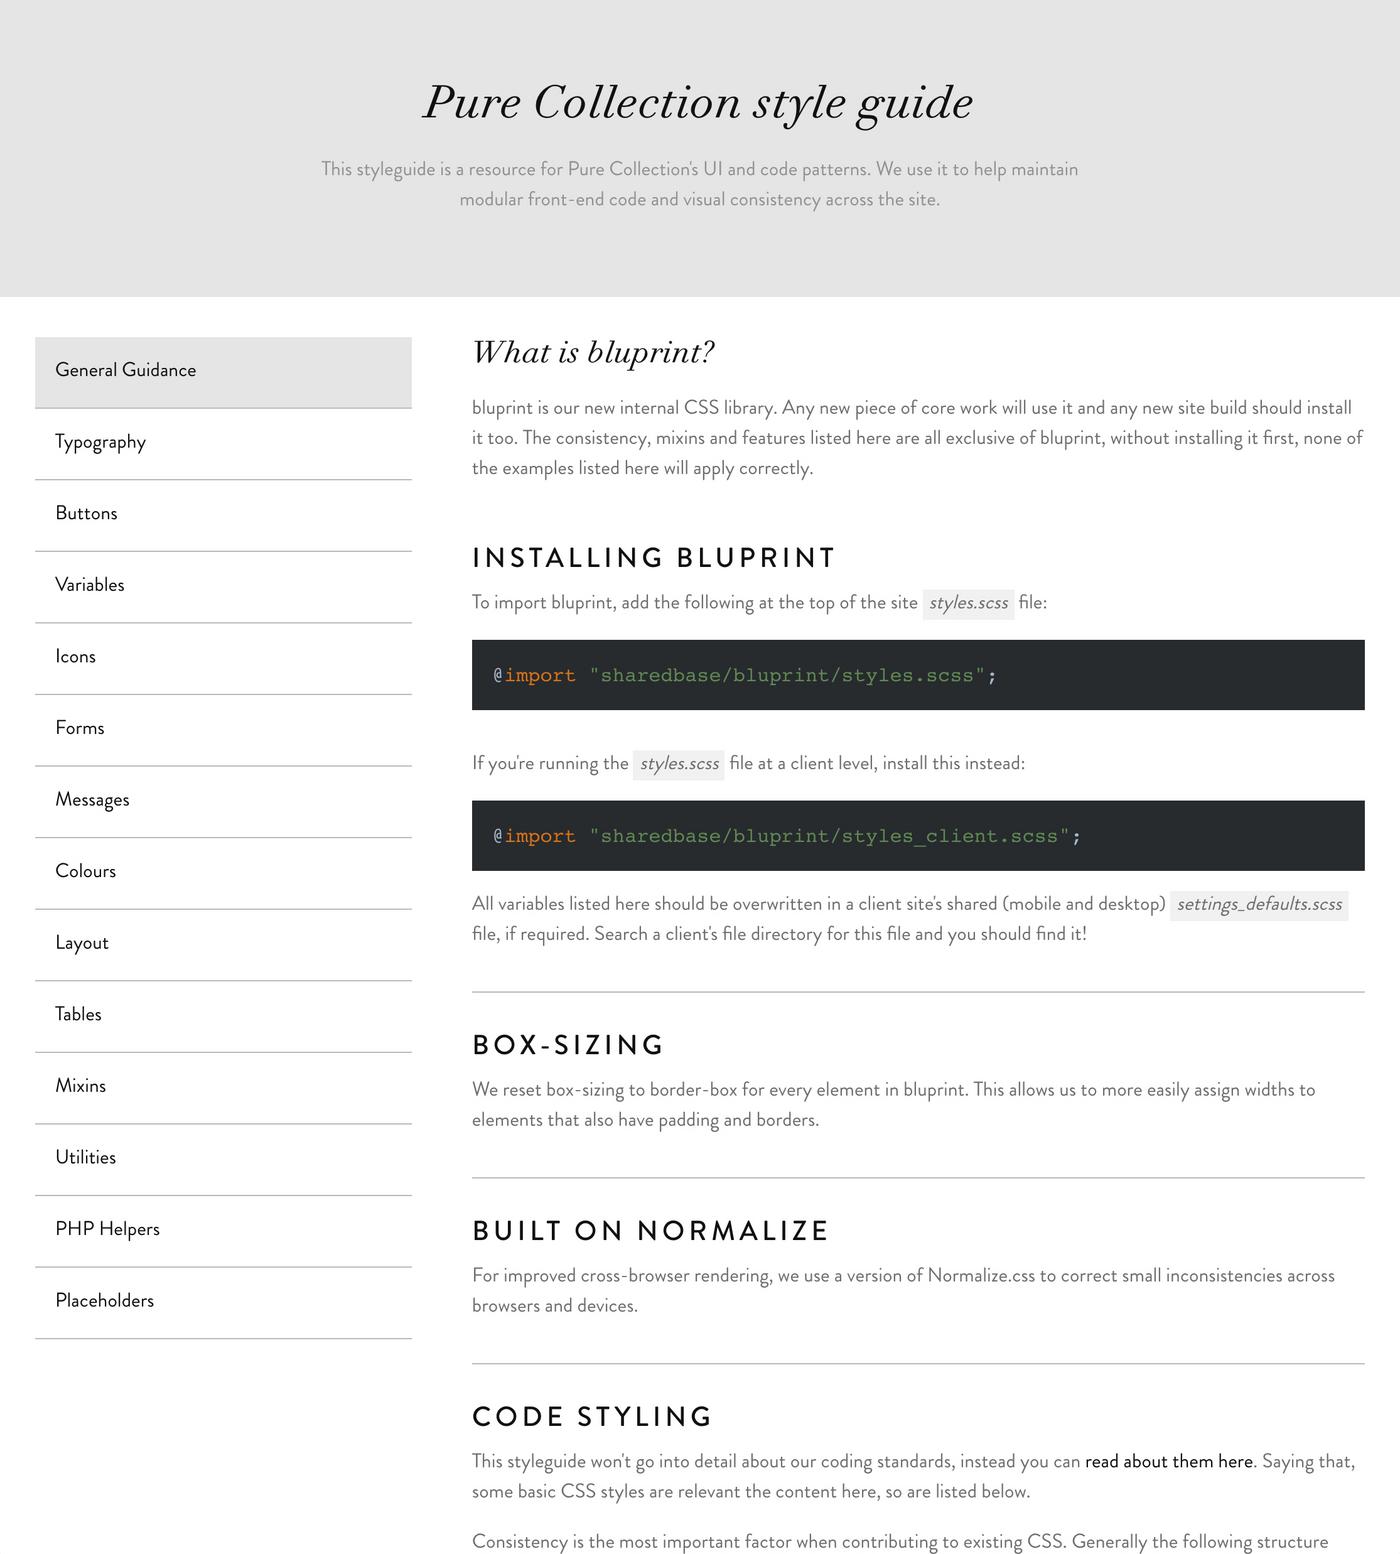 Pure Collection style guide
This styleguide is a resource for Pure Collection's UI and code patterns. We use it to help maintain
modular front-end code and visual consistency across the site.
General Guidance
Typography
Buttons
Variables
Icons
Forms
Messages
Colours
Layout
Tables
Mixins
Utilities
PHP Helpers
Placeholders
What is bluprint?
bluprint is our new internal CSS library. Any new piece of core work will use it and any new site build should install
it too. The consistency, mixins and features listed here are all exclusive of bluprint, without installing it first, none of
the examples listed here will apply correctly.
INSTALLING BLUPRINT
To import bluprint, add the following at the top of the site styles.scss file:
@import "sharedbase/bluprint/styles.scss";
If you're running the styles.scss file at a client level, install this instead:
@import "sharedbase/bluprint/styles_client.scss";
All variables listed here should be overwritten in a client site's shared (mobile and desktop) settings_defaults.scss
file, if required. Search a client's file directory for this file and you should find it!
BOX-SIZING
We reset box-sizing to border-box for every element in bluprint. This allows us to more easily assign widths to
elements that also have padding and borders.
BUILT ON NORMALIZE
For improved cross-browser rendering, we use a version of Normalize.css to correct small inconsistencies across
browsers and devices.
CODE STYLING
This styleguide won't go into detail about our coding standards, instead you can read about them here. Saying that,
some basic CSS styles are relevant the content here, so are listed below.
Consistency is the most important factor when contributing to existing CSS. Generally the following structure